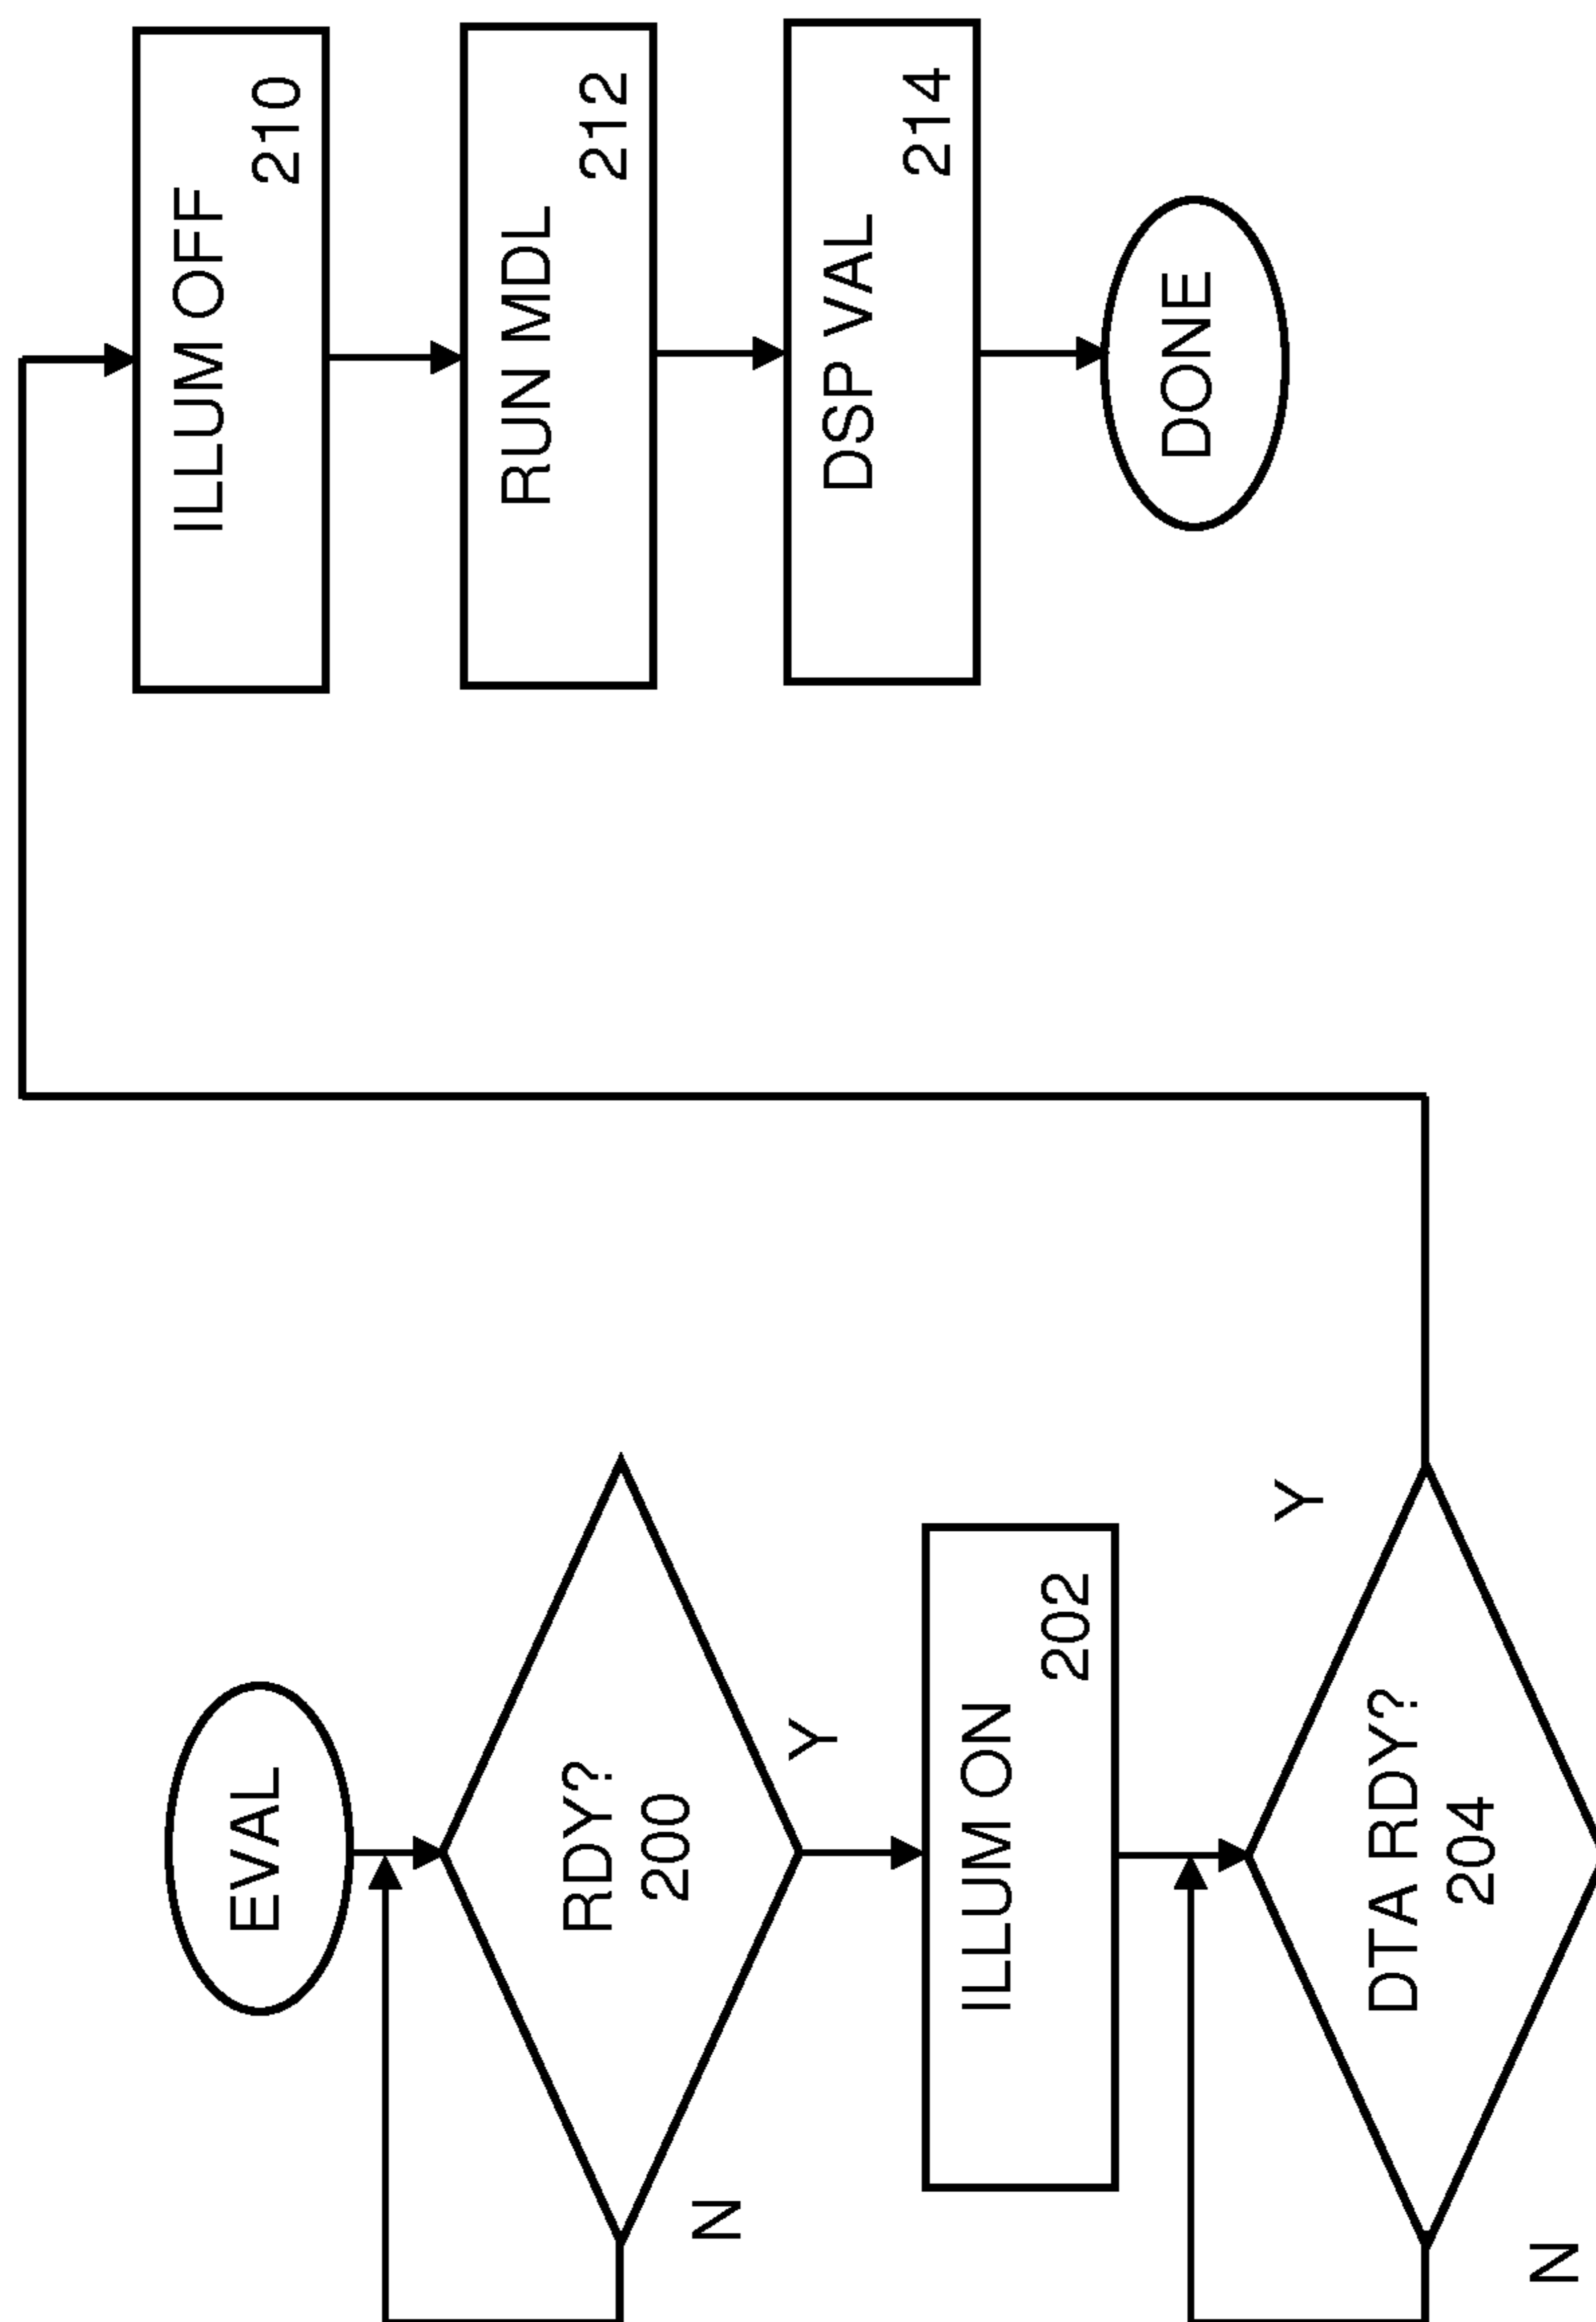 EVAL
RDY?
200
N
Y
ILLUM ON
202
DTA RDY?
204
N
Y
ILLUM OFF
210
RUN MDL
212
DSP VAL
214
DONE